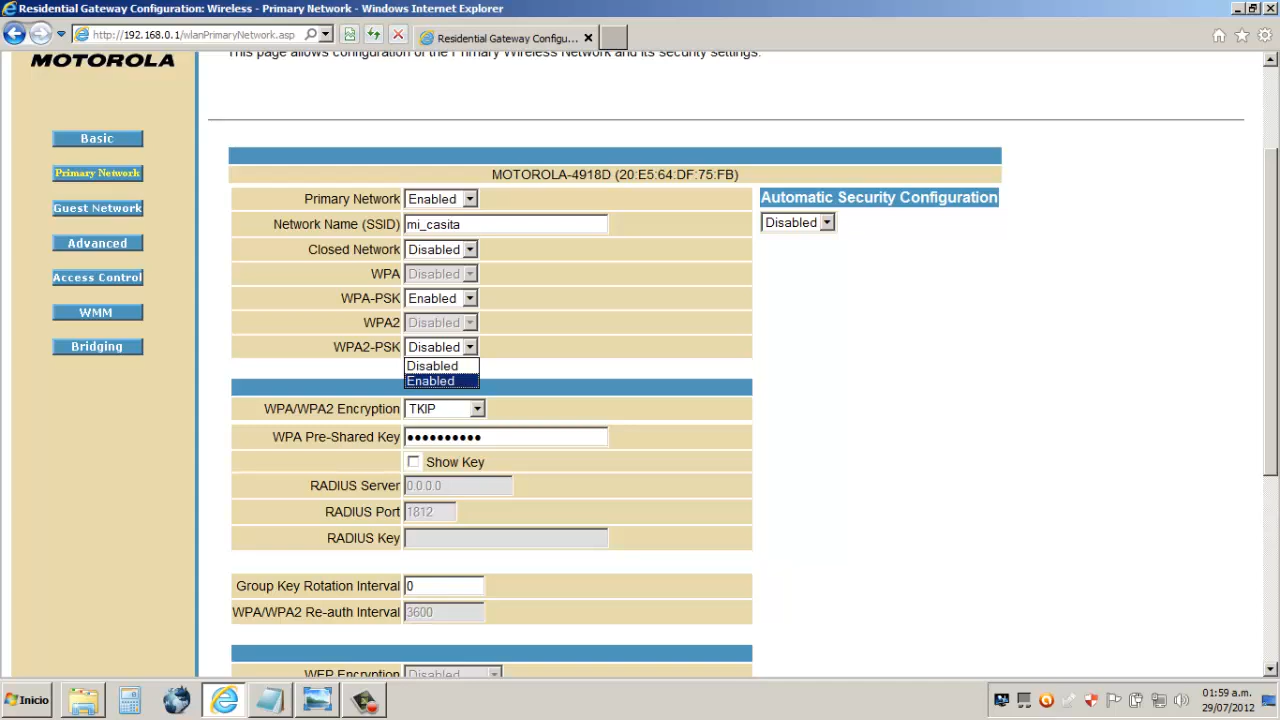 Residential Gateway Configuration: Wireless - Primary Network - Windows Internet Explorer
http://192.168.0.1/wlanPrimaryNetwork.asp
Residential Gateway Configu...
MOTOROLA
This page allows configuration of the Primary Wireless Network and its security settings.
Basic
Primary Network
Guest Network
Advanced
Access Control
WMM
Bridging
MOTOROLA-4918D (20:E5:64:DF:75:FB)
Primary Network Enabled
Automatic Security Configuration
Disabled
Network Name (SSID) mi_casita
Closed Network Disabled
WPA Disabled
WPA-PSK Enabled
WPA2 Disabled
WPA2-PSK Disabled
Disabled
Enabled
WPA/WPA2 Encryption TKIP
WPA Pre-Shared Key ●●●●●●●●●●
Show Key
RADIUS Server 0.0.0.0
RADIUS Port 1812
RADIUS Key
Group Key Rotation Interval 0
WPA/WPA2 Re-auth Interval 3600
WEP Encryption Disabled
Inicio
01:59 a.m.
29/07/2012